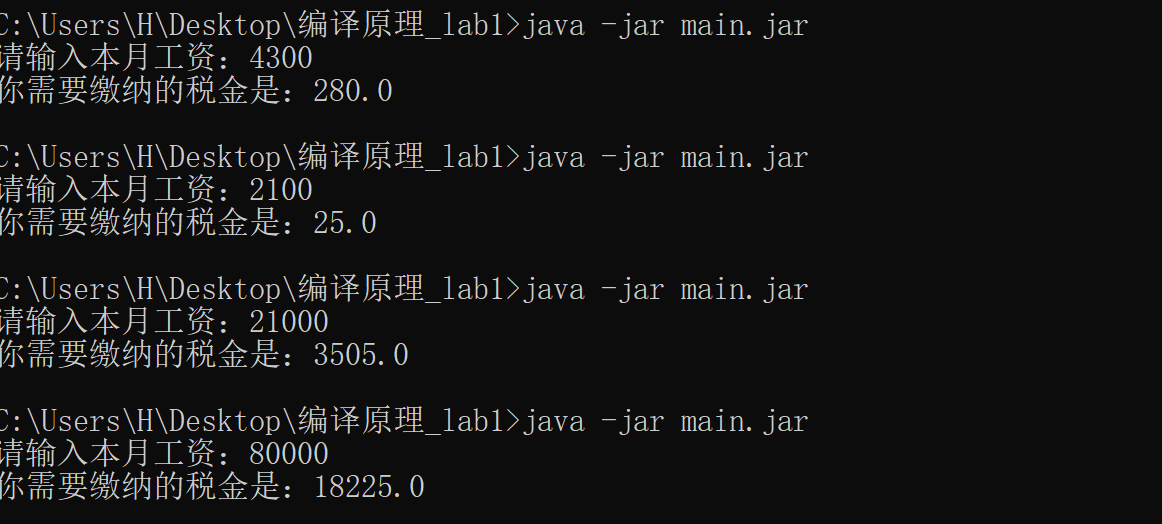 C:\Users\H\Desktop\编译原理_lab1>java -jar main.jar
请输入本月工资：4300
你需要缴纳的税金是：280.0
C:\Users\H\Desktop\编译原理_lab1>java -jar main.jar
请输入本月工资：2100
你需要缴纳的税金是：25.0
C:\Users\H\Desktop\编译原理_lab1>java -jar main.jar
请输入本月工资：21000
你需要缴纳的税金是：3505.0
C:\Users\H\Desktop\编译原理_lab1>java -jar main.jar
请输入本月工资：80000
你需要缴纳的税金是：18225.0